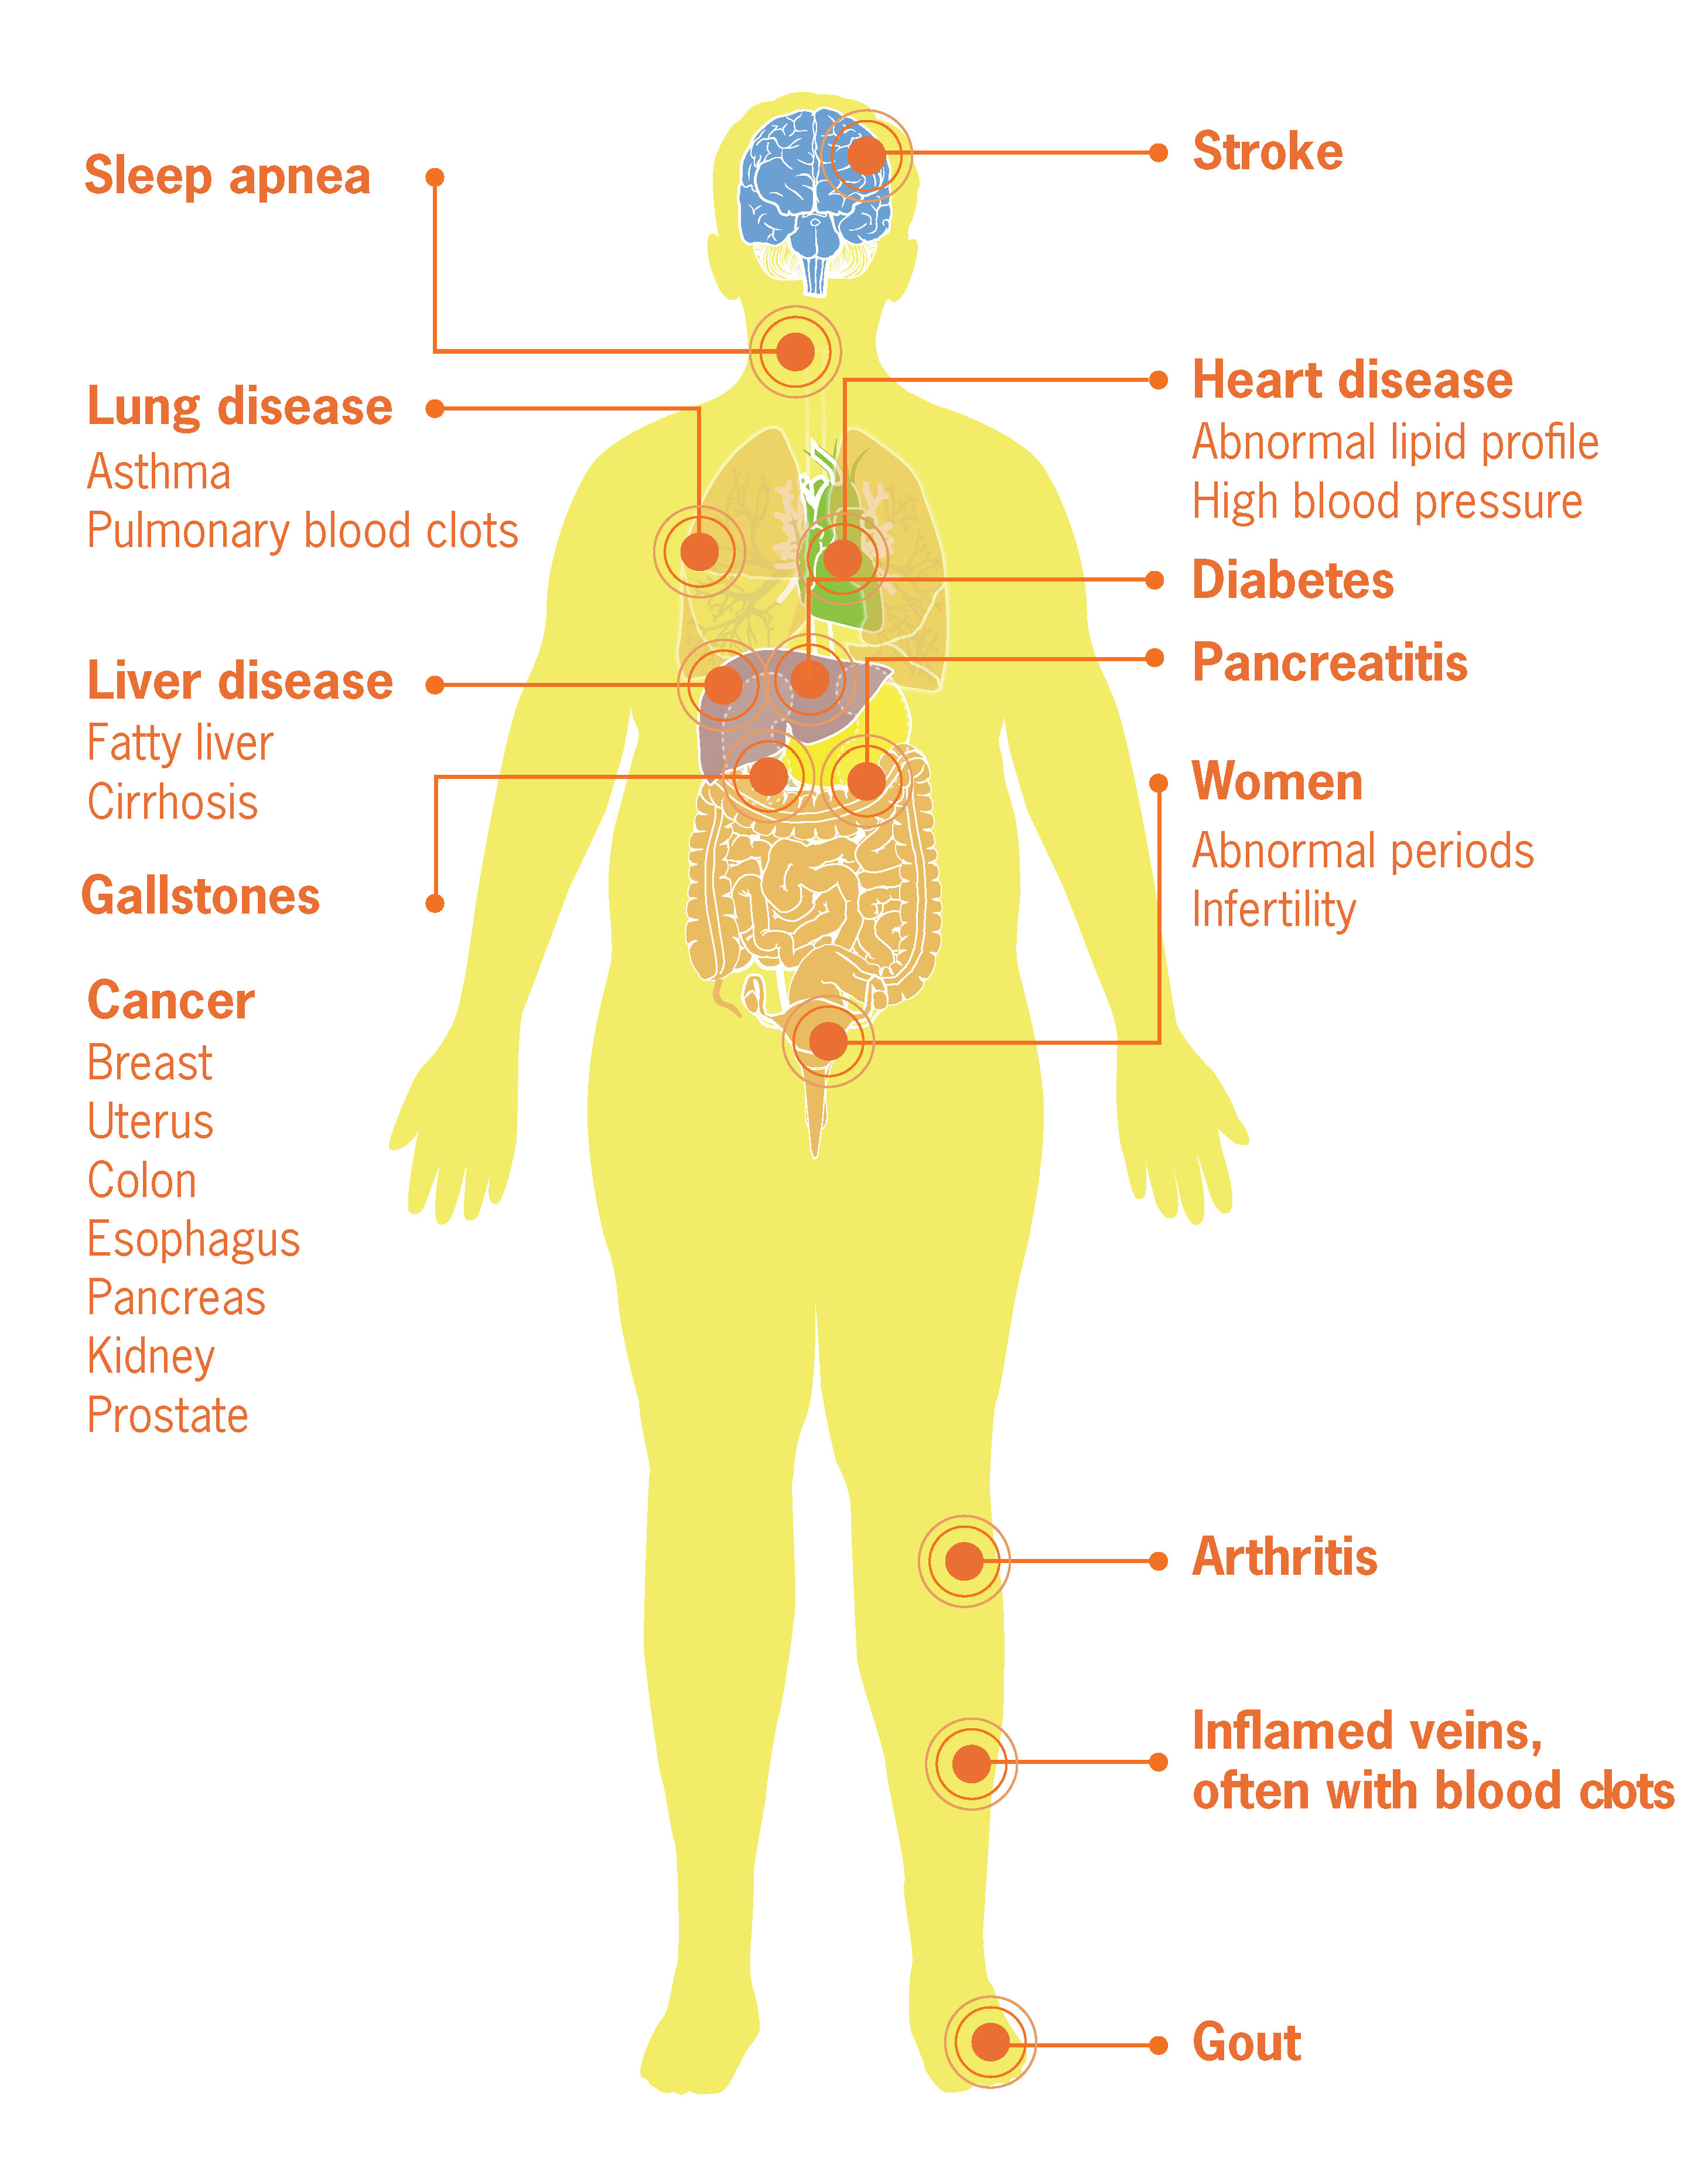 Sleep apnea
Lung disease
Asthma
Pulmonary blood clots
Liver disease
Fatty liver
Cirrhosis
Gallstones
Cancer
Breast
Uterus
Colon
Esophagus
Pancreas
Kidney
Prostate
Stroke
Heart disease
Abnormal lipid profile
High blood pressure
Diabetes
Pancreatitis
Women
Abnormal periods
Infertility
Arthritis
Inflamed veins,
often with blood clots
Gout